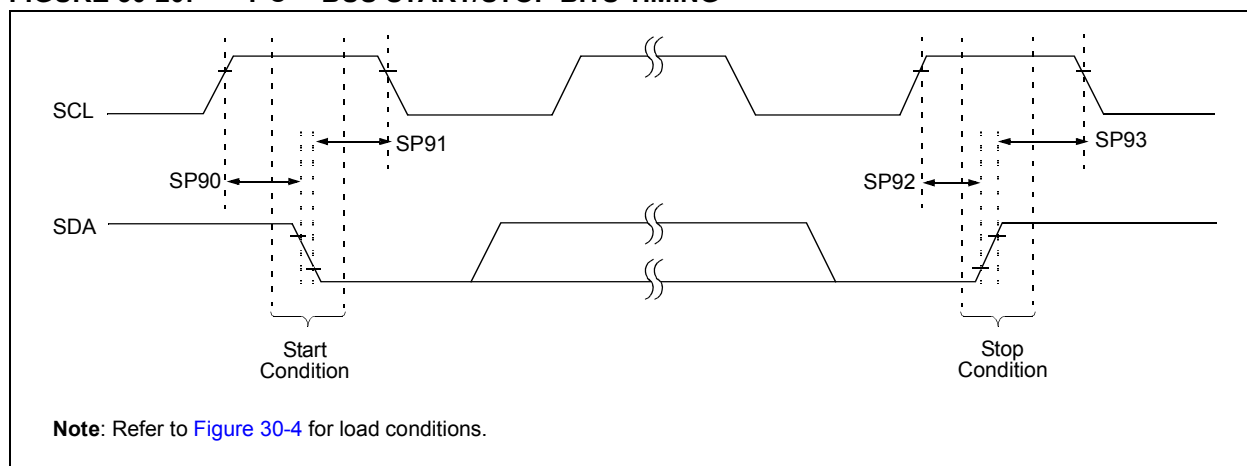 SCL
SP91
SP93
SP90
SP92
SDA
Start
Condition
Stop
Condition
Note: Refer to Figure 30-4 for load conditions.